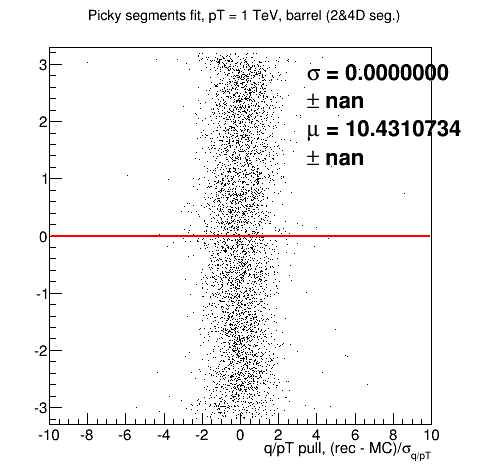 Picky segments fit, pT = 1 TeV, barrel (2&4D seg.)
σ = 0.0000000
± nan
μ = 10.4310734
± nan
3
2
1
0
-1
-2
-3
-10 -8 -6 -4 -2 0 2 4 6 8 10
q/pT pull, (rec - MC)/σq/pT